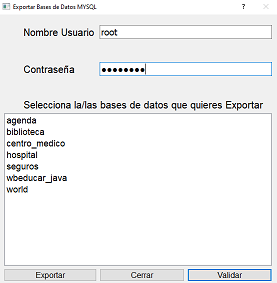 Exportar Bases de Datos MYSQL
Nombre Usuario root
Contraseña ●●●●●●●●
Selecciona la/las bases de datos que quieres Exportar
agenda
biblioteca
centro_medico
hospital
seguros
wbeducar_java
world
Exportar Cerrar Validar